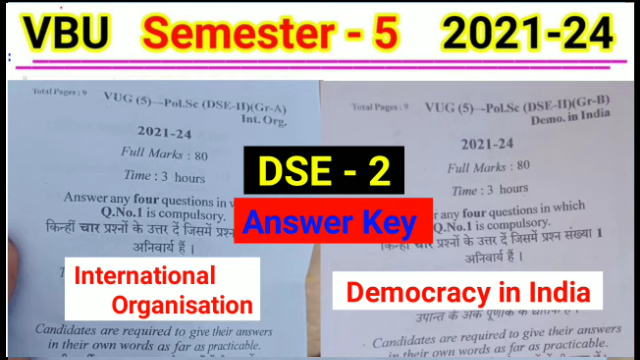 VBU Semester - 5 2021-24
Total Pages : 9
VUG (5)—Pol.Sc (DSE-II)(Gr-A)
Int. Org.
2021-24
Full Marks : 80
Time : 3 hours
Answer any four questions in
Q.No.1 is compulsory.
किन्हीं चार प्रश्नों के उत्तर दें जिसमें
अनिवार्य हैं ।
International
Organisation
Candidates are required to give their answers
in their own words as far as practicable.
DSE - 2
Answer Key
Total Pages : 9
VUG (5)—Pol.Sc (DSE-II)(Gr-B)
Demo. in India
2021-24
Full Marks : 80
Time : 3 hours
any four questions in which
Q.No.1 is compulsory.
चार प्रश्नों के उत्तर दें जिसमें प्रश्न संख्या 1
अनिवार्य हैं ।
Democracy in India
उपान्त के अंक पूर्णांक के
Candidates are required to give their answers
in their own words as far as practicable.